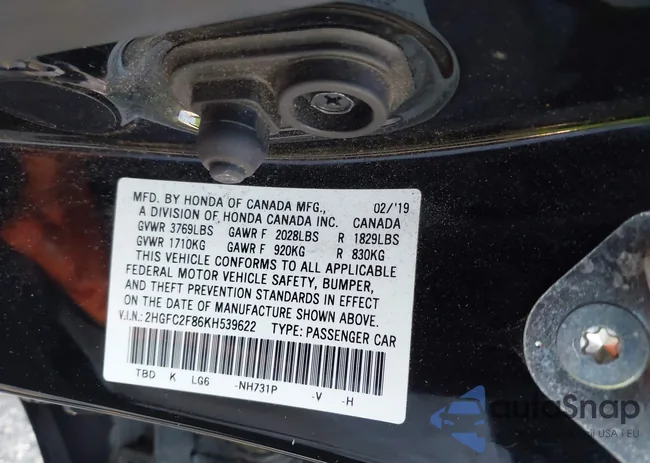 MFD. BY HONDA OF CANADA MFG., 02/'19
A DIVISION OF HONDA CANADA INC. CANADA
GVWR 3769LBS GAWR F 2028LBS R 1829LBS
GVWR 1710KG GAWR F 920KG R 830KG
THIS VEHICLE CONFORMS TO ALL APPLICABLE
FEDERAL MOTOR VEHICLE SAFETY, BUMPER,
AND THEFT PREVENTION STANDARDS IN EFFECT
ON THE DATE OF MANUFACTURE SHOWN ABOVE.
V.I.N.: 2HGFC2F86KH539622 TYPE: PASSENGER CAR
TBD K LG6 -NH731P -V -H
autoSnap
USA | EU